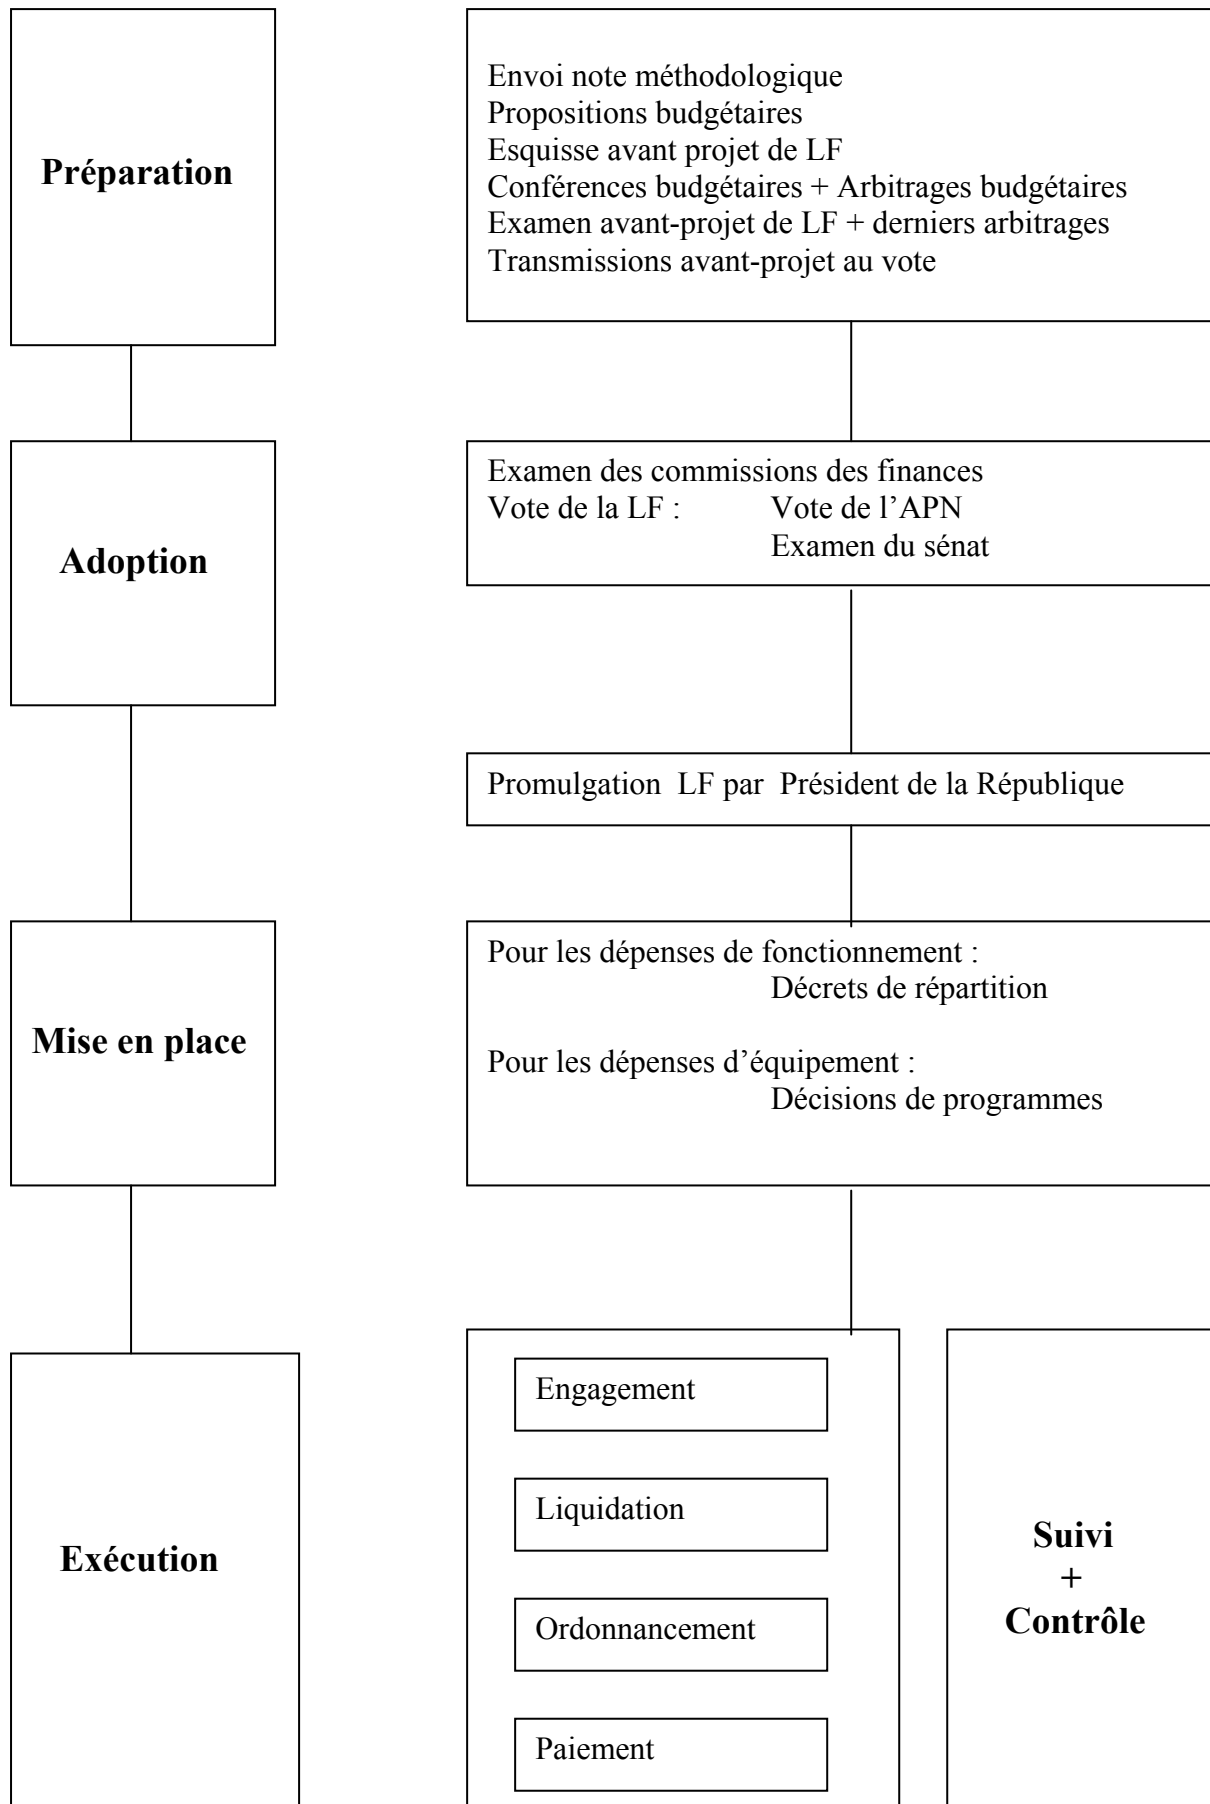 Préparation
Envoi note méthodologique
Propositions budgétaires
Esquisse avant projet de LF
Conférences budgétaires + Arbitrages budgétaires
Examen avant-projet de LF + derniers arbitrages
Transmissions avant-projet au vote
Adoption
Examen des commissions des finances
Vote de la LF : Vote de l’APN
Examen du sénat
Promulgation LF par Président de la République
Mise en place
Pour les dépenses de fonctionnement :
Décrets de répartition
Pour les dépenses d’équipement :
Décisions de programmes
Exécution
Engagement
Liquidation
Ordonnancement
Paiement
Suivi
+
Contrôle